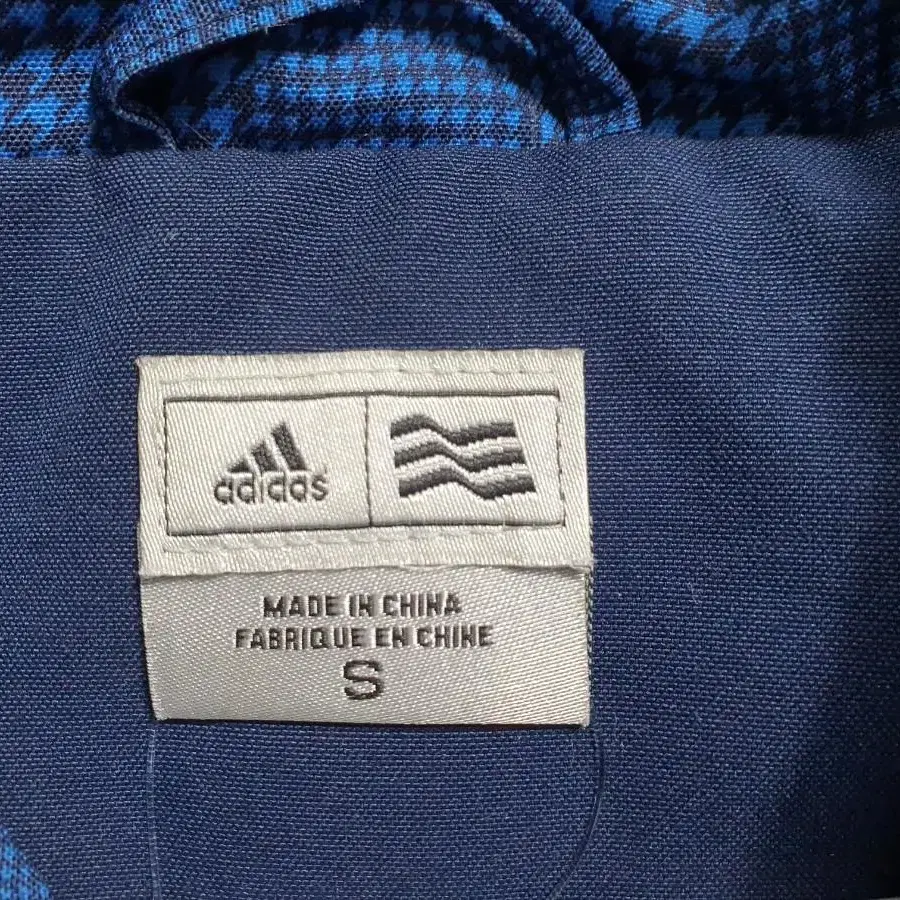 adidas
MADE IN CHINA
FABRIQUE EN CHINE
S